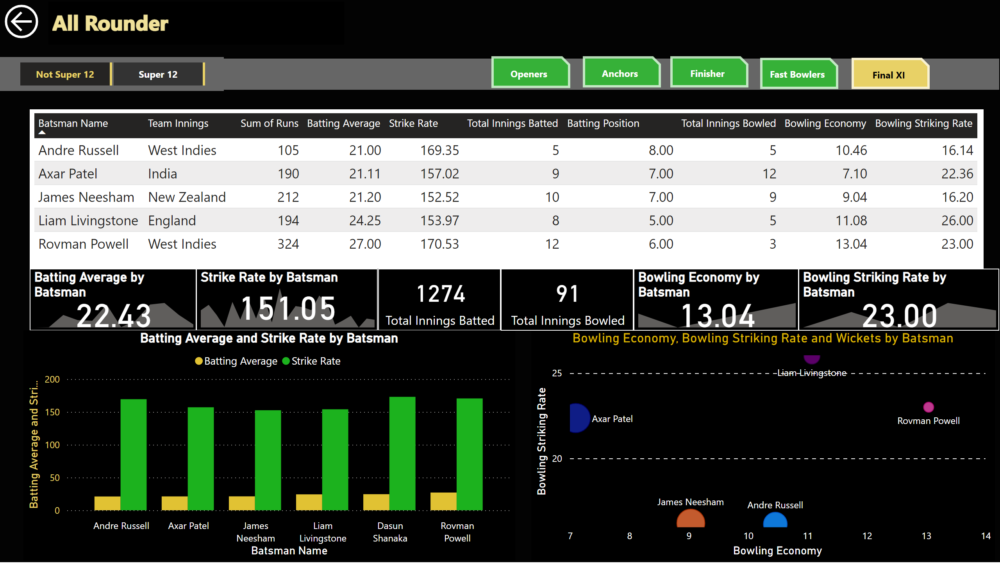 All Rounder
Not Super 12
Super 12
Openers
Anchors
Finisher
Fast Bowlers
Final XI
Batsman Name Team Innings Sum of Runs Batting Average Strike Rate Total Innings Batted Batting Position Total Innings Bowled Bowling Economy Bowling Striking Rate
Andre Russell West Indies 105 21.00 169.35 5 8.00 5 10.46 16.14
Axar Patel India 190 21.11 157.02 9 7.00 12 7.10 22.36
James Neesham New Zealand 212 21.20 152.52 10 7.00 9 9.04 16.20
Liam Livingstone England 194 24.25 153.97 8 5.00 5 11.08 26.00
Rovman Powell West Indies 324 27.00 170.53 12 6.00 3 13.04 23.00
Batting Average by
Batsman
22.43
Strike Rate by Batsman
151.05
1274
Total Innings Batted
91
Total Innings Bowled
Bowling Economy by
Batsman
13.04
Bowling Striking Rate by
Batsman
23.00
Batting Average and Strike Rate by Batsman
Batting Average Strike Rate
Batting Average and Stri...
200
150
100
50
0
Andre Russell
Axar Patel
James
Neesham
Liam
Livingstone
Dasun
Shanaka
Rovman
Powell
Batsman Name
Bowling Economy, Bowling Striking Rate and Wickets by Batsman
Bowling Striking Rate
25
20
Liam Livingstone
Axar Patel
Rovman Powell
James Neesham
Andre Russell
7 8 9 10 11 12 13 14
Bowling Economy